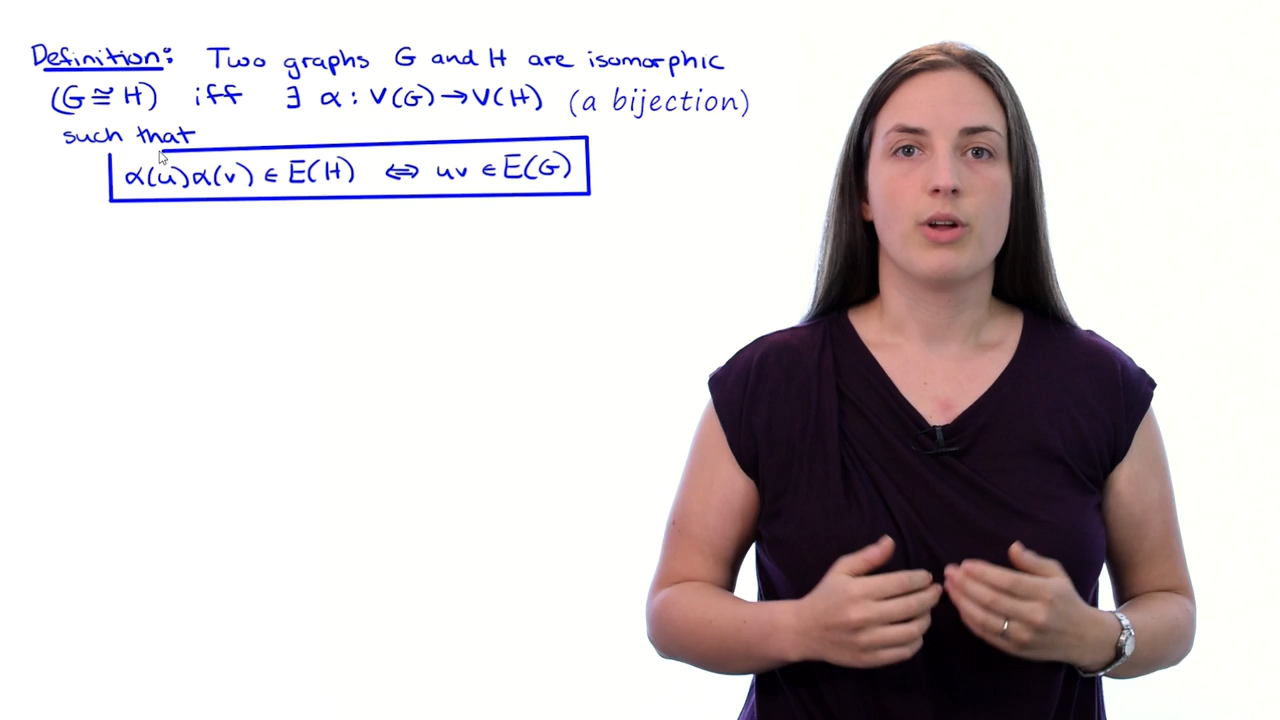 Definition: Two graphs G and H are isomorphic
(G ≅ H) iff ∃ α : V(G) → V(H) (a bijection)
such that
α(u)α(v) ∈ E(H) ⇔ uv ∈ E(G)